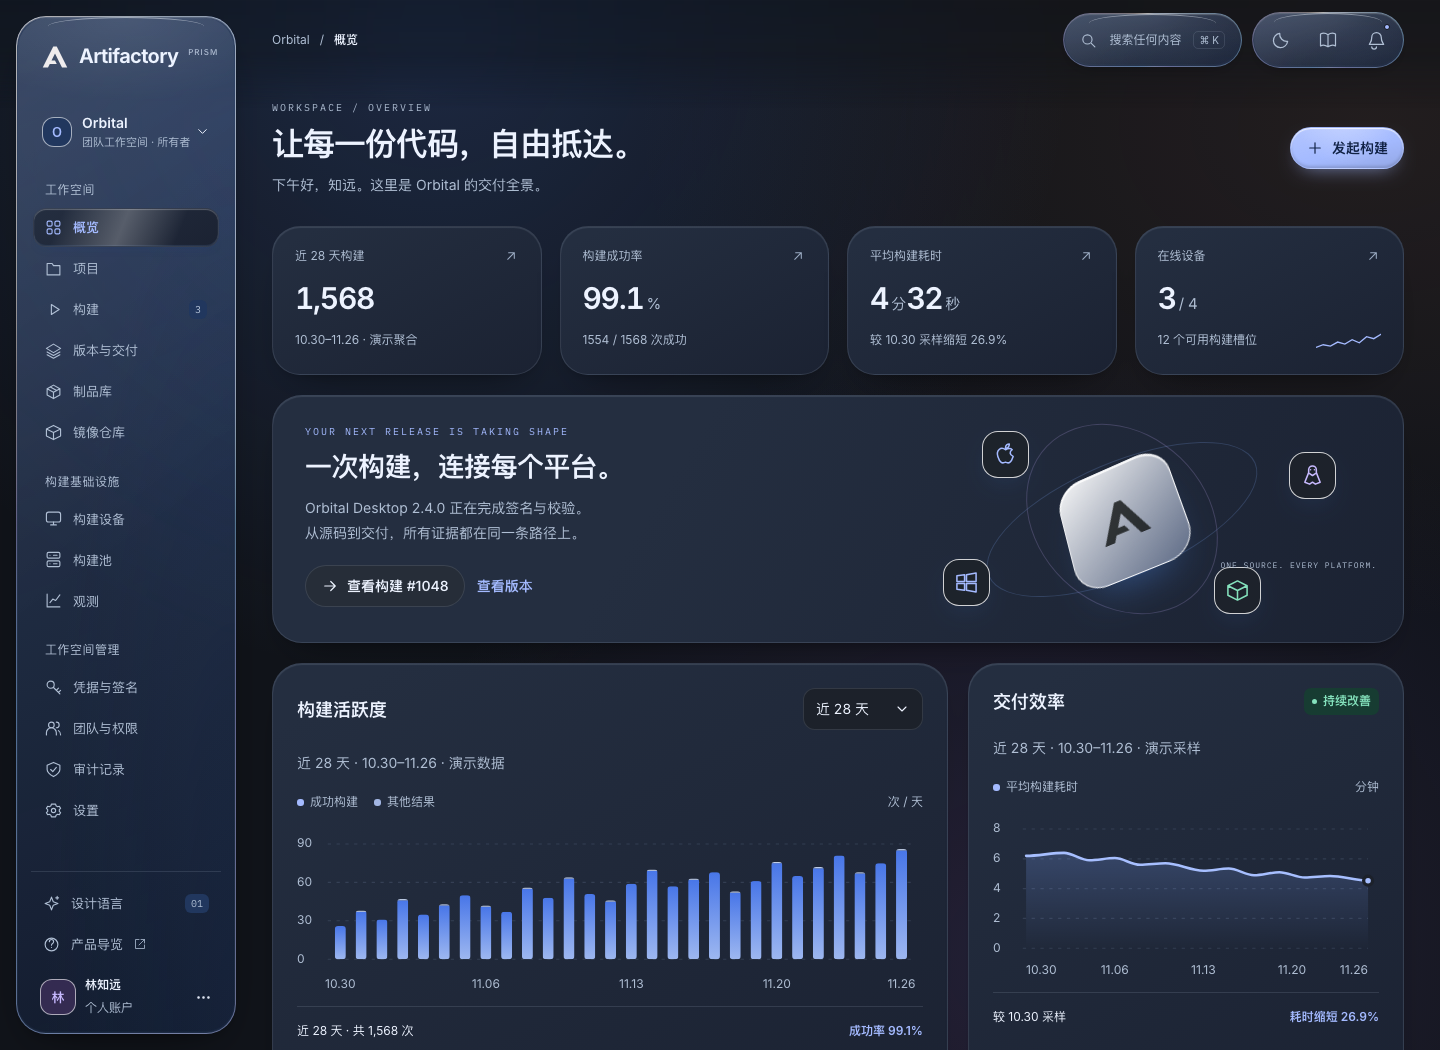 Artifactory PRISM
O
Orbital
团队工作空间 · 所有者
工作空间
概览
项目
构建 3
版本与交付
制品库
镜像仓库
构建基础设施
构建设备
构建池
观测
工作空间管理
凭据与签名
团队与权限
审计记录
设置
设计语言 01
产品导览
林
林知远
个人账户
Orbital / 概览
搜索任何内容 ⌘ K
WORKSPACE / OVERVIEW
让每一份代码，自由抵达。
下午好，知远。这里是 Orbital 的交付全景。
发起构建
近 28 天构建
1,568
10.30–11.26 · 演示聚合
构建成功率
99.1 %
1554 / 1568 次成功
平均构建耗时
4 分 32 秒
较 10.30 采样缩短 26.9%
在线设备
3 / 4
12 个可用构建槽位
YOUR NEXT RELEASE IS TAKING SHAPE
一次构建，连接每个平台。
Orbital Desktop 2.4.0 正在完成签名与校验。
从源码到交付，所有证据都在同一条路径上。
查看构建 #1048
查看版本
ONE SOURCE. EVERY PLATFORM.
构建活跃度
近 28 天
近 28 天 · 10.30–11.26 · 演示数据
成功构建 其他结果 次 / 天
90
60
30
0
10.30 11.06 11.13 11.20 11.26
近 28 天 · 共 1,568 次 成功率 99.1%
交付效率
持续改善
近 28 天 · 10.30–11.26 · 演示采样
平均构建耗时 分钟
8
6
4
2
0
10.30 11.06 11.13 11.20 11.26
较 10.30 采样 耗时缩短 26.9%